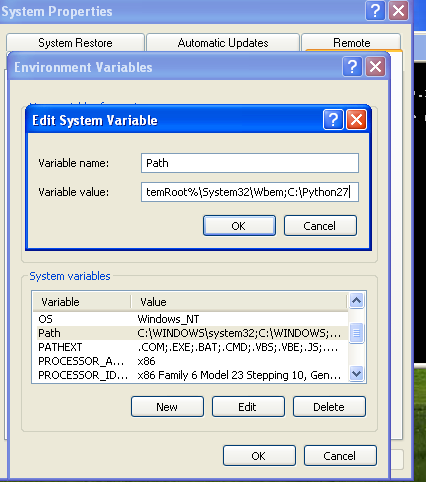 System Properties
System Restore Automatic Updates Remote
Environment Variables
Edit System Variable
Variable name: Path
Variable value: temRoot%\System32\Wbem;C:\Python27
OK Cancel
System variables
Variable Value
OS Windows_NT
Path C:\WINDOWS\system32;C:\WINDOWS;...
PATHEXT .COM;.EXE;.BAT;.CMD;.VBS;.VBE;.JS;....
PROCESSOR_A... x86
PROCESSOR_ID... x86 Family 6 Model 23 Stepping 10, Gen...
New Edit Delete
OK Cancel